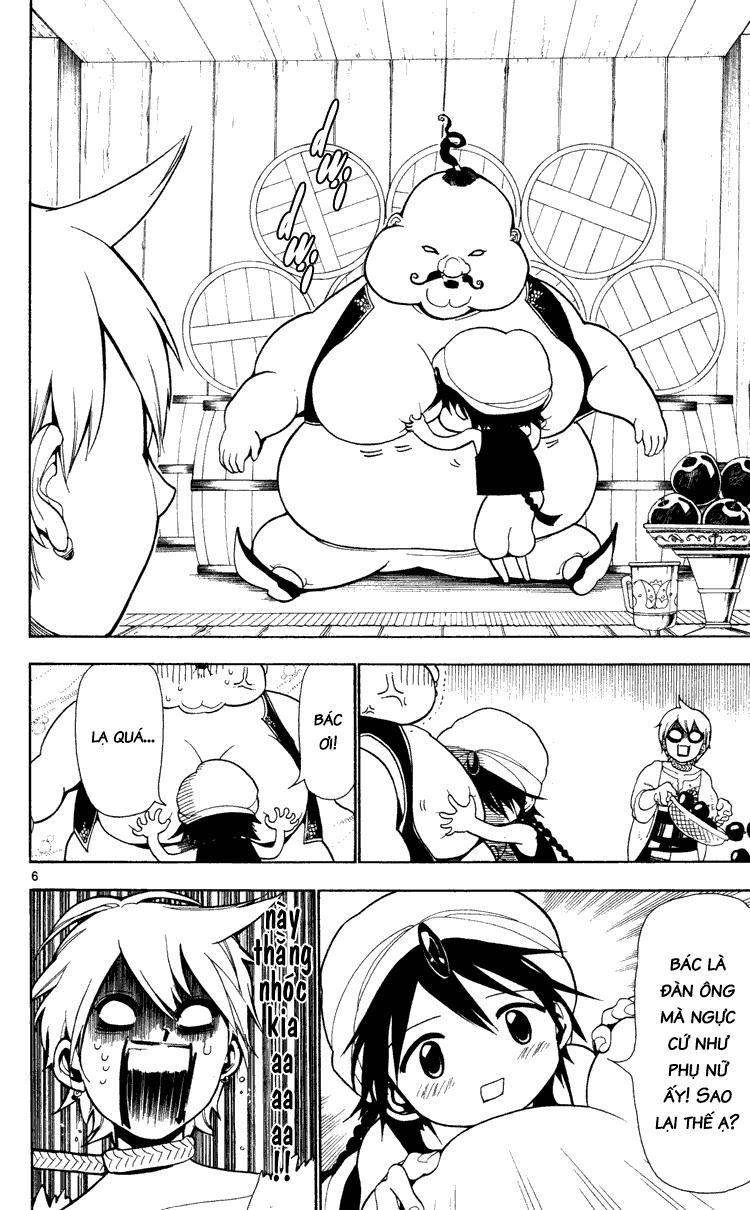 dụi
dụi
BÁC
ƠI!
LẠ QUÁ...
6
BÁC LÀ
ĐÀN ÔNG
MÀ NGỰC
CỨ NHƯ
PHỤ NỮ
ẤY! SAO
LẠI THẾ Ạ?
này
thằng
nhóc
kia
aa
aa
aa
aa!!